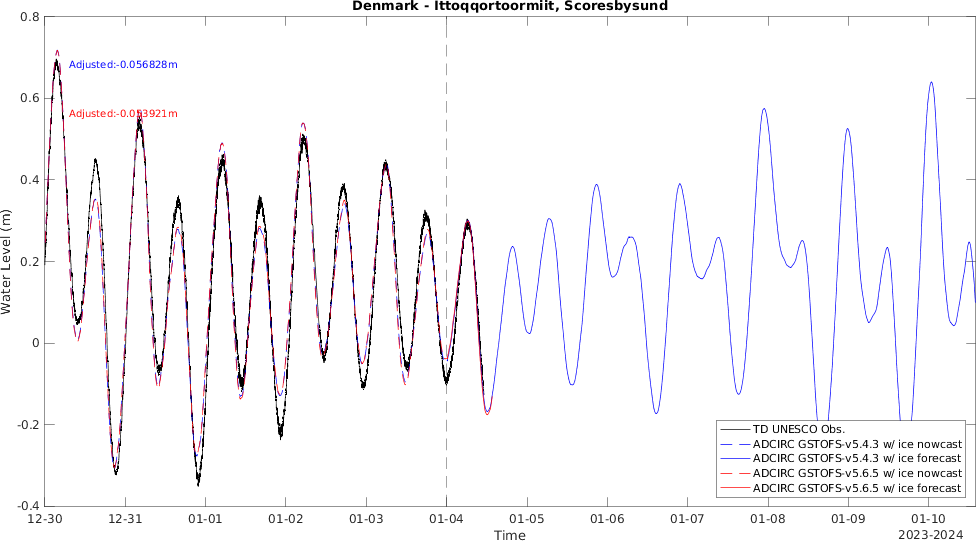 Denmark - Ittoqqortoormiit, Scoresbysund
0.8
0.6
0.4
0.2
0
-0.2
-0.4
Water Level (m)
Adjusted:-0.056828m
Adjusted:-0.053921m
TD UNESCO Obs.
ADCIRC GSTOFS-v5.4.3 w/ ice nowcast
ADCIRC GSTOFS-v5.4.3 w/ ice forecast
ADCIRC GSTOFS-v5.6.5 w/ ice nowcast
ADCIRC GSTOFS-v5.6.5 w/ ice forecast
12-30 12-31 01-01 01-02 01-03 01-04 01-05 01-06 01-07 01-08 01-09 01-10
Time
2023-2024